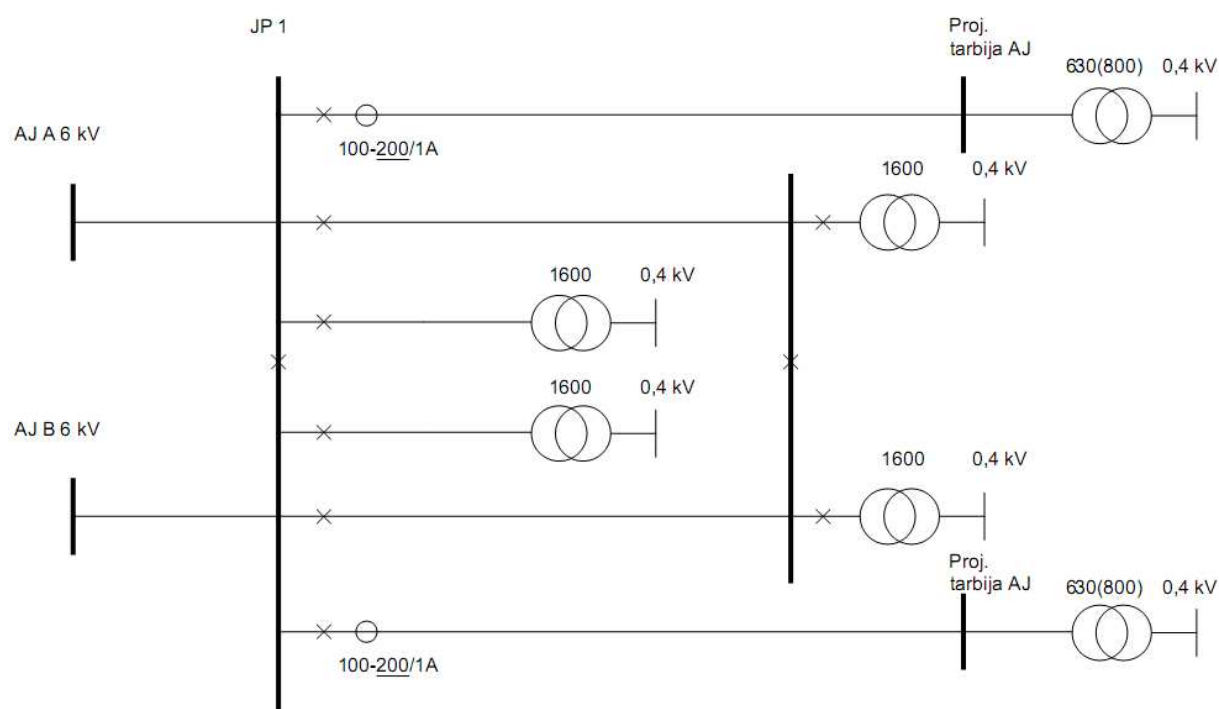 JP 1
Proj.
tarbija AJ
630(800) 0,4 kV
AJ A 6 kV
100-200/1A
1600 0,4 kV
1600 0,4 kV
1600 0,4 kV
AJ B 6 kV
1600 0,4 kV
Proj.
tarbija AJ
630(800) 0,4 kV
100-200/1A